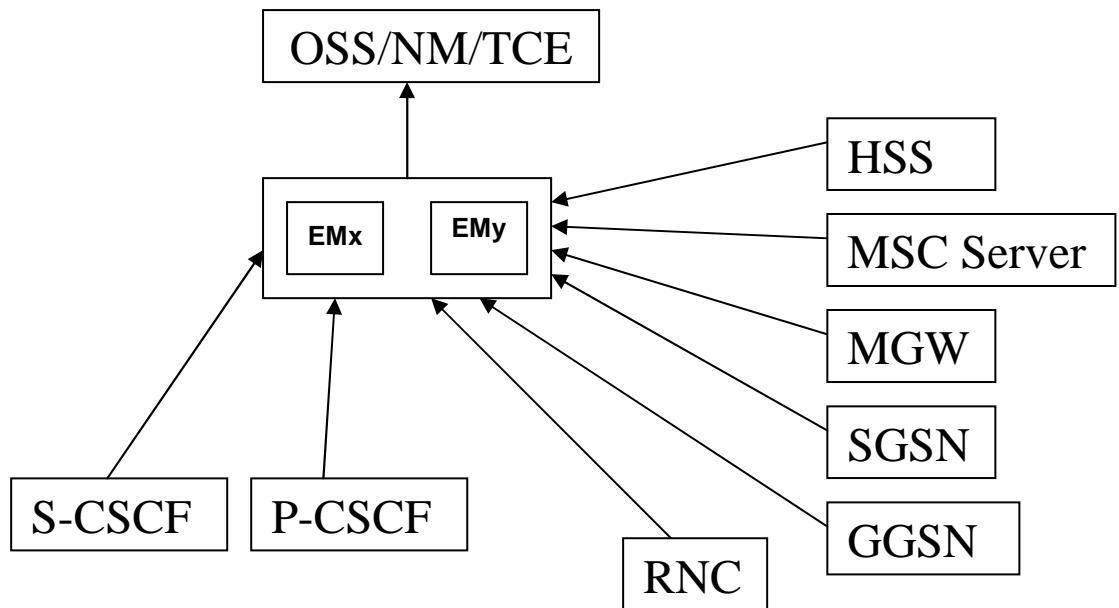 OSS/NM/TCE
HSS
EMx
EMy
MSC Server
MGW
SGSN
S-CSCF
P-CSCF
GGSN
RNC